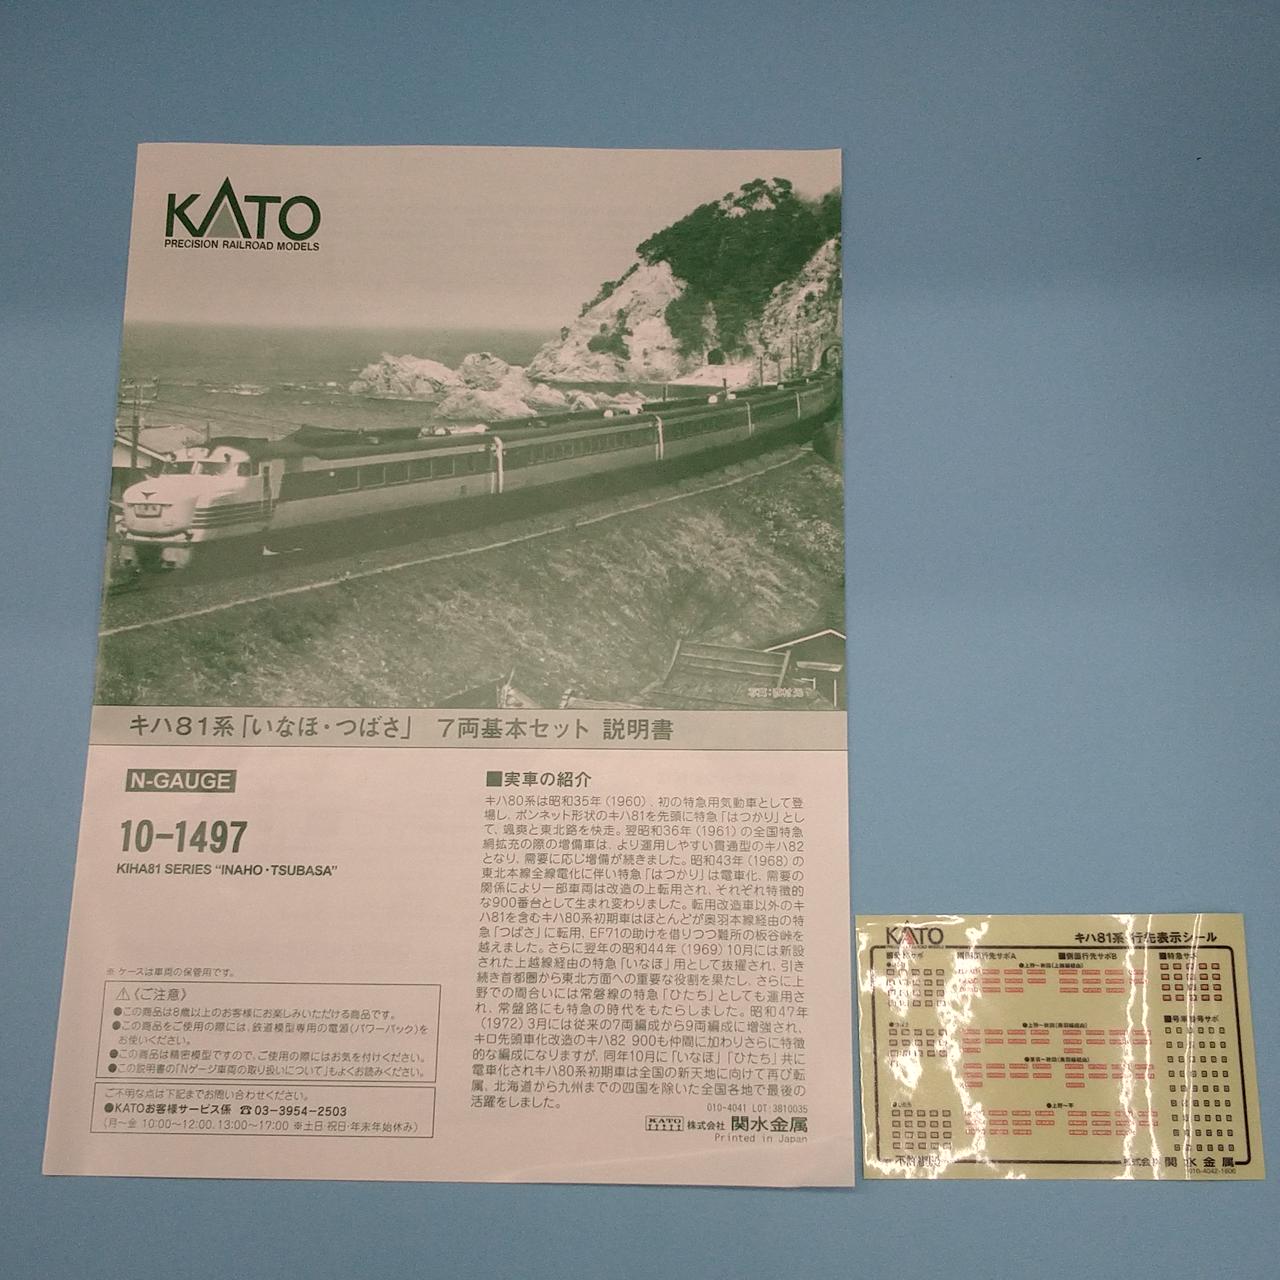 KATO
PRECISION RAILROAD MODELS
キハ81系「いなほ・つばさ」 7両基本セット 説明書
N-GAUGE
10-1497
KIHA81 SERIES “INAHO・TSUBASA”
※ ケースは車両の保管用です。
⚠《ご注意》
●この商品は8歳以上のお客様にお楽しみいただける商品です。
●この商品をご使用の際には、鉄道模型専用の電源(パワーパック)を
お使いください。
●この商品は精密模型ですので、ご使用の際にはお気を付けください。
●この説明書の「Nゲージ車両の取り扱いについて」もよくお読みください。
ご不明な点は下記までお問い合わせください。
●KATOお客様サービス係 ☎03-3954-2503
(月〜金 10:00〜12:00、13:00〜17:00 ※土日・祝日・年末年始休み)
■実車の紹介
キハ80系は昭和35年(1960)、初の特急用気動車として登
場し、ボンネット形状のキハ81を先頭に特急「はつかり」とし
て、颯爽と東北路を快走。翌昭和36年(1961)の全国特急
網拡充の際の増備車は、より運用しやすい貫通型のキハ82
となり、需要に応じ増備が続きました。昭和43年(1968)の
東北本線全線電化に伴い特急「はつかり」は電車化、需要の
関係により一部車両は改造の上転用され、それぞれ特徴的
な900番台として生まれ変わりました。転用改造車以外のキ
ハ81を含むキハ80系初期車はほとんどが奥羽本線経由の特
急「つばさ」に転用、EF71の助けを借りつつ難所の板谷峠を
越えました。さらに翌年の昭和44年(1969)10月には新設
された上越線経由の特急「いなほ」用として抜擢され、引き
続き首都圏から東北方面への重要な役割を果たし、さらに上
野での間合いには常磐線の特急「ひたち」としても運用さ
れ、常磐路にも特急の時代をもたらしました。昭和47年
(1972)3月には従来の7両編成から9両編成に増強され、
キロ先頭車化改造のキハ82 900も仲間に加わりさらに特徴
的な編成になりますが、同年10月に「いなほ」「ひたち」共に
電車化されキハ80系初期車は全国の新天地に向けて再び転
属、北海道から九州までの四国を除いた全国各地で最後の
活躍をしました。
010-4041 LOT:3810035
KATO 株式会社 関水金属
Printed in Japan
KATO
キハ81系 行先表示シール
■側面行先サボA
■側面行先サボB
■特急サボ
■号車番号サボ
株式会社 関水金属